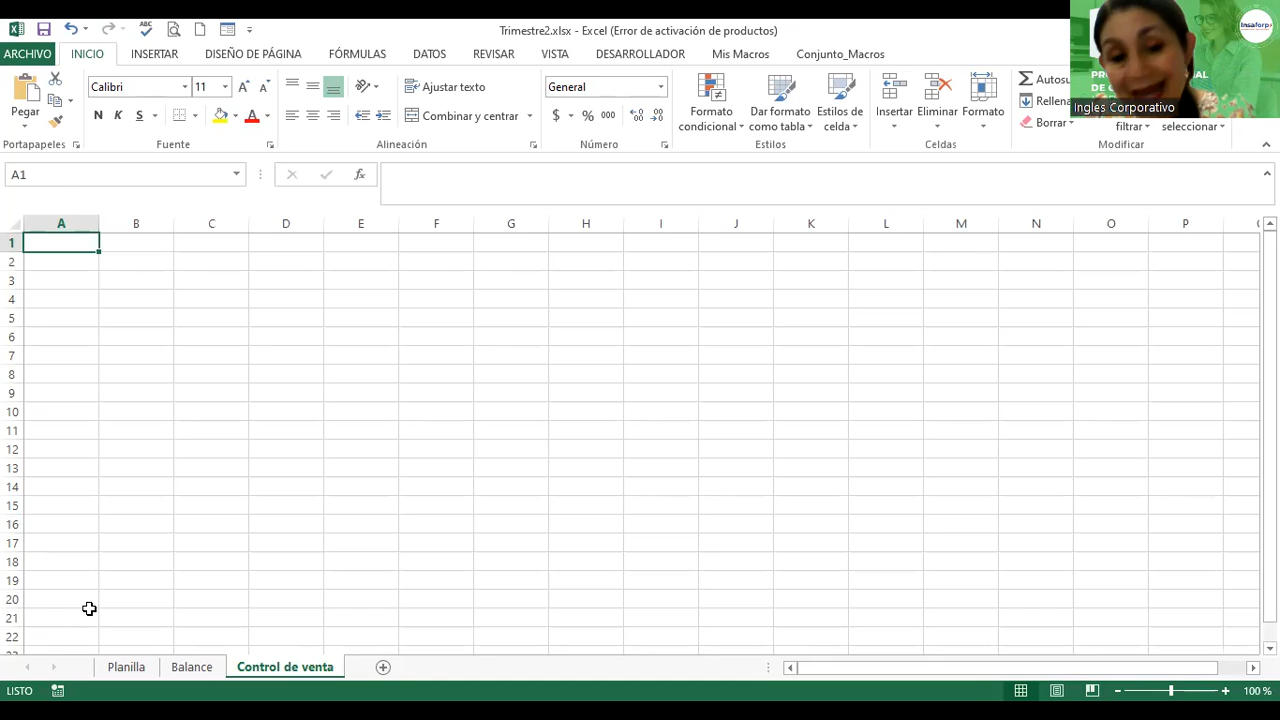 Trimestre2.xlsx - Excel (Error de activación de productos)
ARCHIVO INICIO INSERTAR DISEÑO DE PÁGINA FÓRMULAS DATOS REVISAR VISTA DESARROLLADOR Mis Macros Conjunto_Macros
Pegar
Calibri 11
N K S
Ajustar texto
Combinar y centrar
General
$ % 000
Formato condicional
Dar formato como tabla
Estilos de celda
Insertar
Eliminar
Formato
Autosu
Rellena
Borrar
filtrar
seleccionar
Portapapeles Fuente Alineación Número Estilos Celdas Modificar
Insaforp
Ingles Corporativo
A1
fx
A B C D E F G H I J K L M N O P
1
2
3
4
5
6
7
8
9
10
11
12
13
14
15
16
17
18
19
20
21
22
Planilla Balance Control de venta
LISTO
100 %